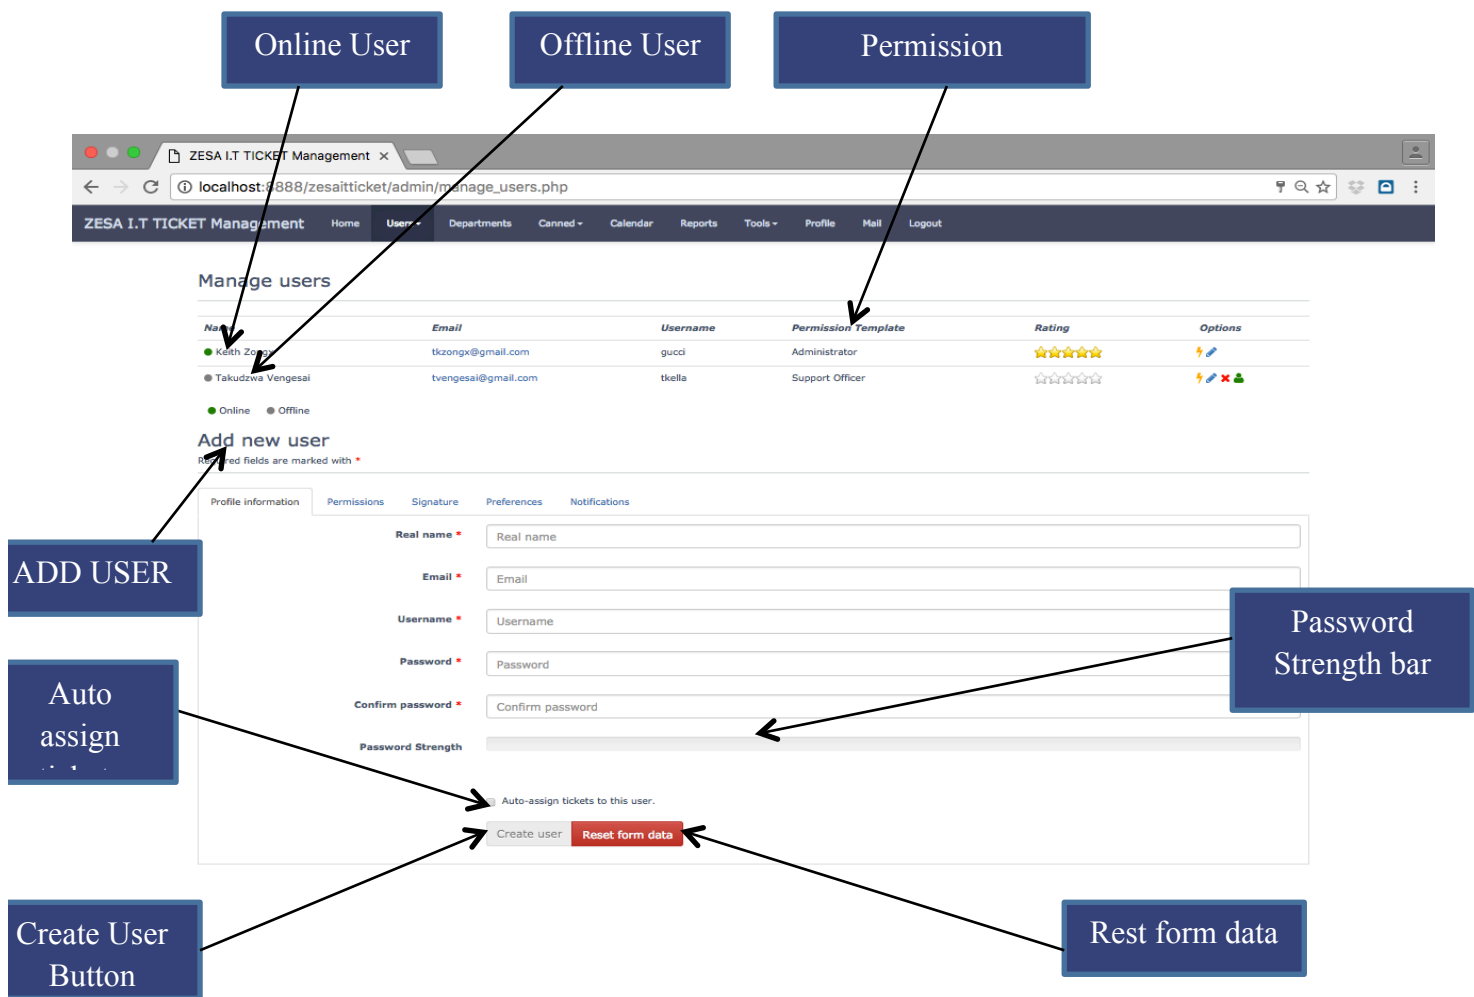 Online User
Offline User
Permission
ZESA I.T TICKET Management
localhost:8888/zesaitticket/admin/manage_users.php
ZESA I.T TICKET Management Home Users Departments Canned Calendar Reports Tools Profile Mail Logout
Manage users
Name Email Username Permission Template Rating Options
Keith Zongx tkzongx@gmail.com gucci Administrator
Takudzwa Vengesai tvengesai@gmail.com tkella Support Officer
Online Offline
Add new user
Required fields are marked with *
Profile information Permissions Signature Preferences Notifications
Real name * Real name
ADD USER
Email * Email
Username * Username
Password
Strength bar
Password * Password
Auto
assign
Confirm password * Confirm password
Password Strength
Auto-assign tickets to this user.
Create user Reset form data
Create User
Button
Rest form data